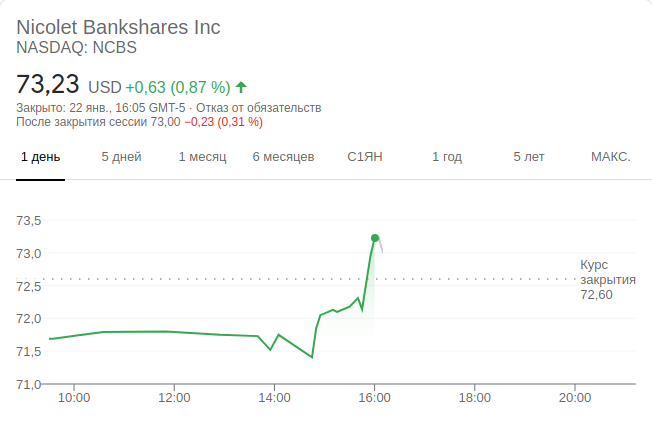 Nicolet Bankshares Inc
NASDAQ: NCBS
73,23 USD +0,63 (0,87 %)
Закрыто: 22 янв., 16:05 GMT-5 · Отказ от обязательств
После закрытия сессии 73,00 −0,23 (0,31 %)
1 день 5 дней 1 месяц 6 месяцев С1ЯН 1 год 5 лет МАКС.
73,5
73,0
Курс
закрытия
72,60
72,5
72,0
71,5
71,0
10:00 12:00 14:00 16:00 18:00 20:00